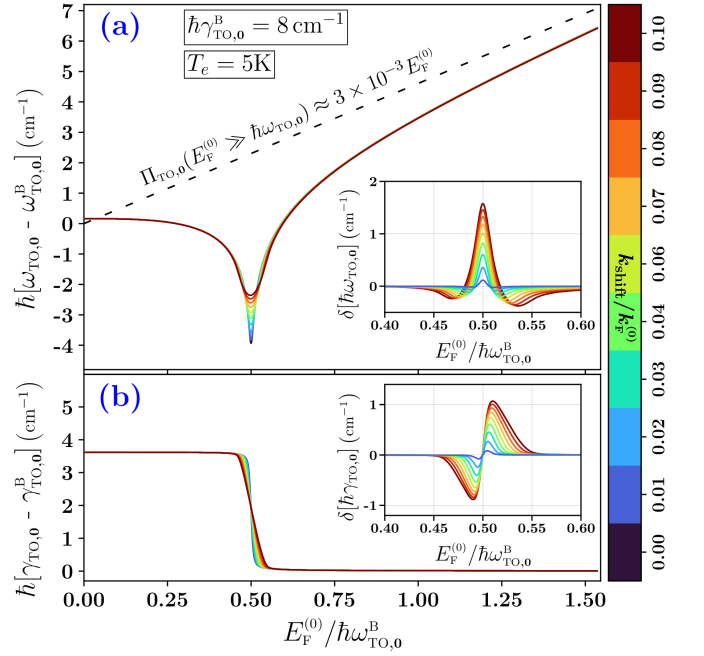 (a)
ħγ^B_TO,0 = 8 cm⁻¹
T_e = 5K
Π_TO,0(E_F^(0) ≫ ħω_TO,0) ≈ 3 × 10⁻³ E_F^(0)
ħ[ω_TO,0 - ω^B_TO,0] (cm⁻¹)
7
6
5
4
3
2
1
0
-1
-2
-3
-4
δ[ħω_TO,0] (cm⁻¹)
2
1
0
0.40 0.45 0.50 0.55 0.60
E_F^(0)/ħω^B_TO,0
(b)
ħ[γ_TO,0 - γ^B_TO,0] (cm⁻¹)
5
4
3
2
1
0
δ[ħγ_TO,0] (cm⁻¹)
1
0
-1
0.40 0.45 0.50 0.55 0.60
E_F^(0)/ħω^B_TO,0
0.00 0.25 0.50 0.75 1.00 1.25 1.50
E_F^(0)/ħω^B_TO,0
k_shift/k_F^(0)
0.10
0.09
0.08
0.07
0.06
0.04
0.03
0.02
0.01
0.00